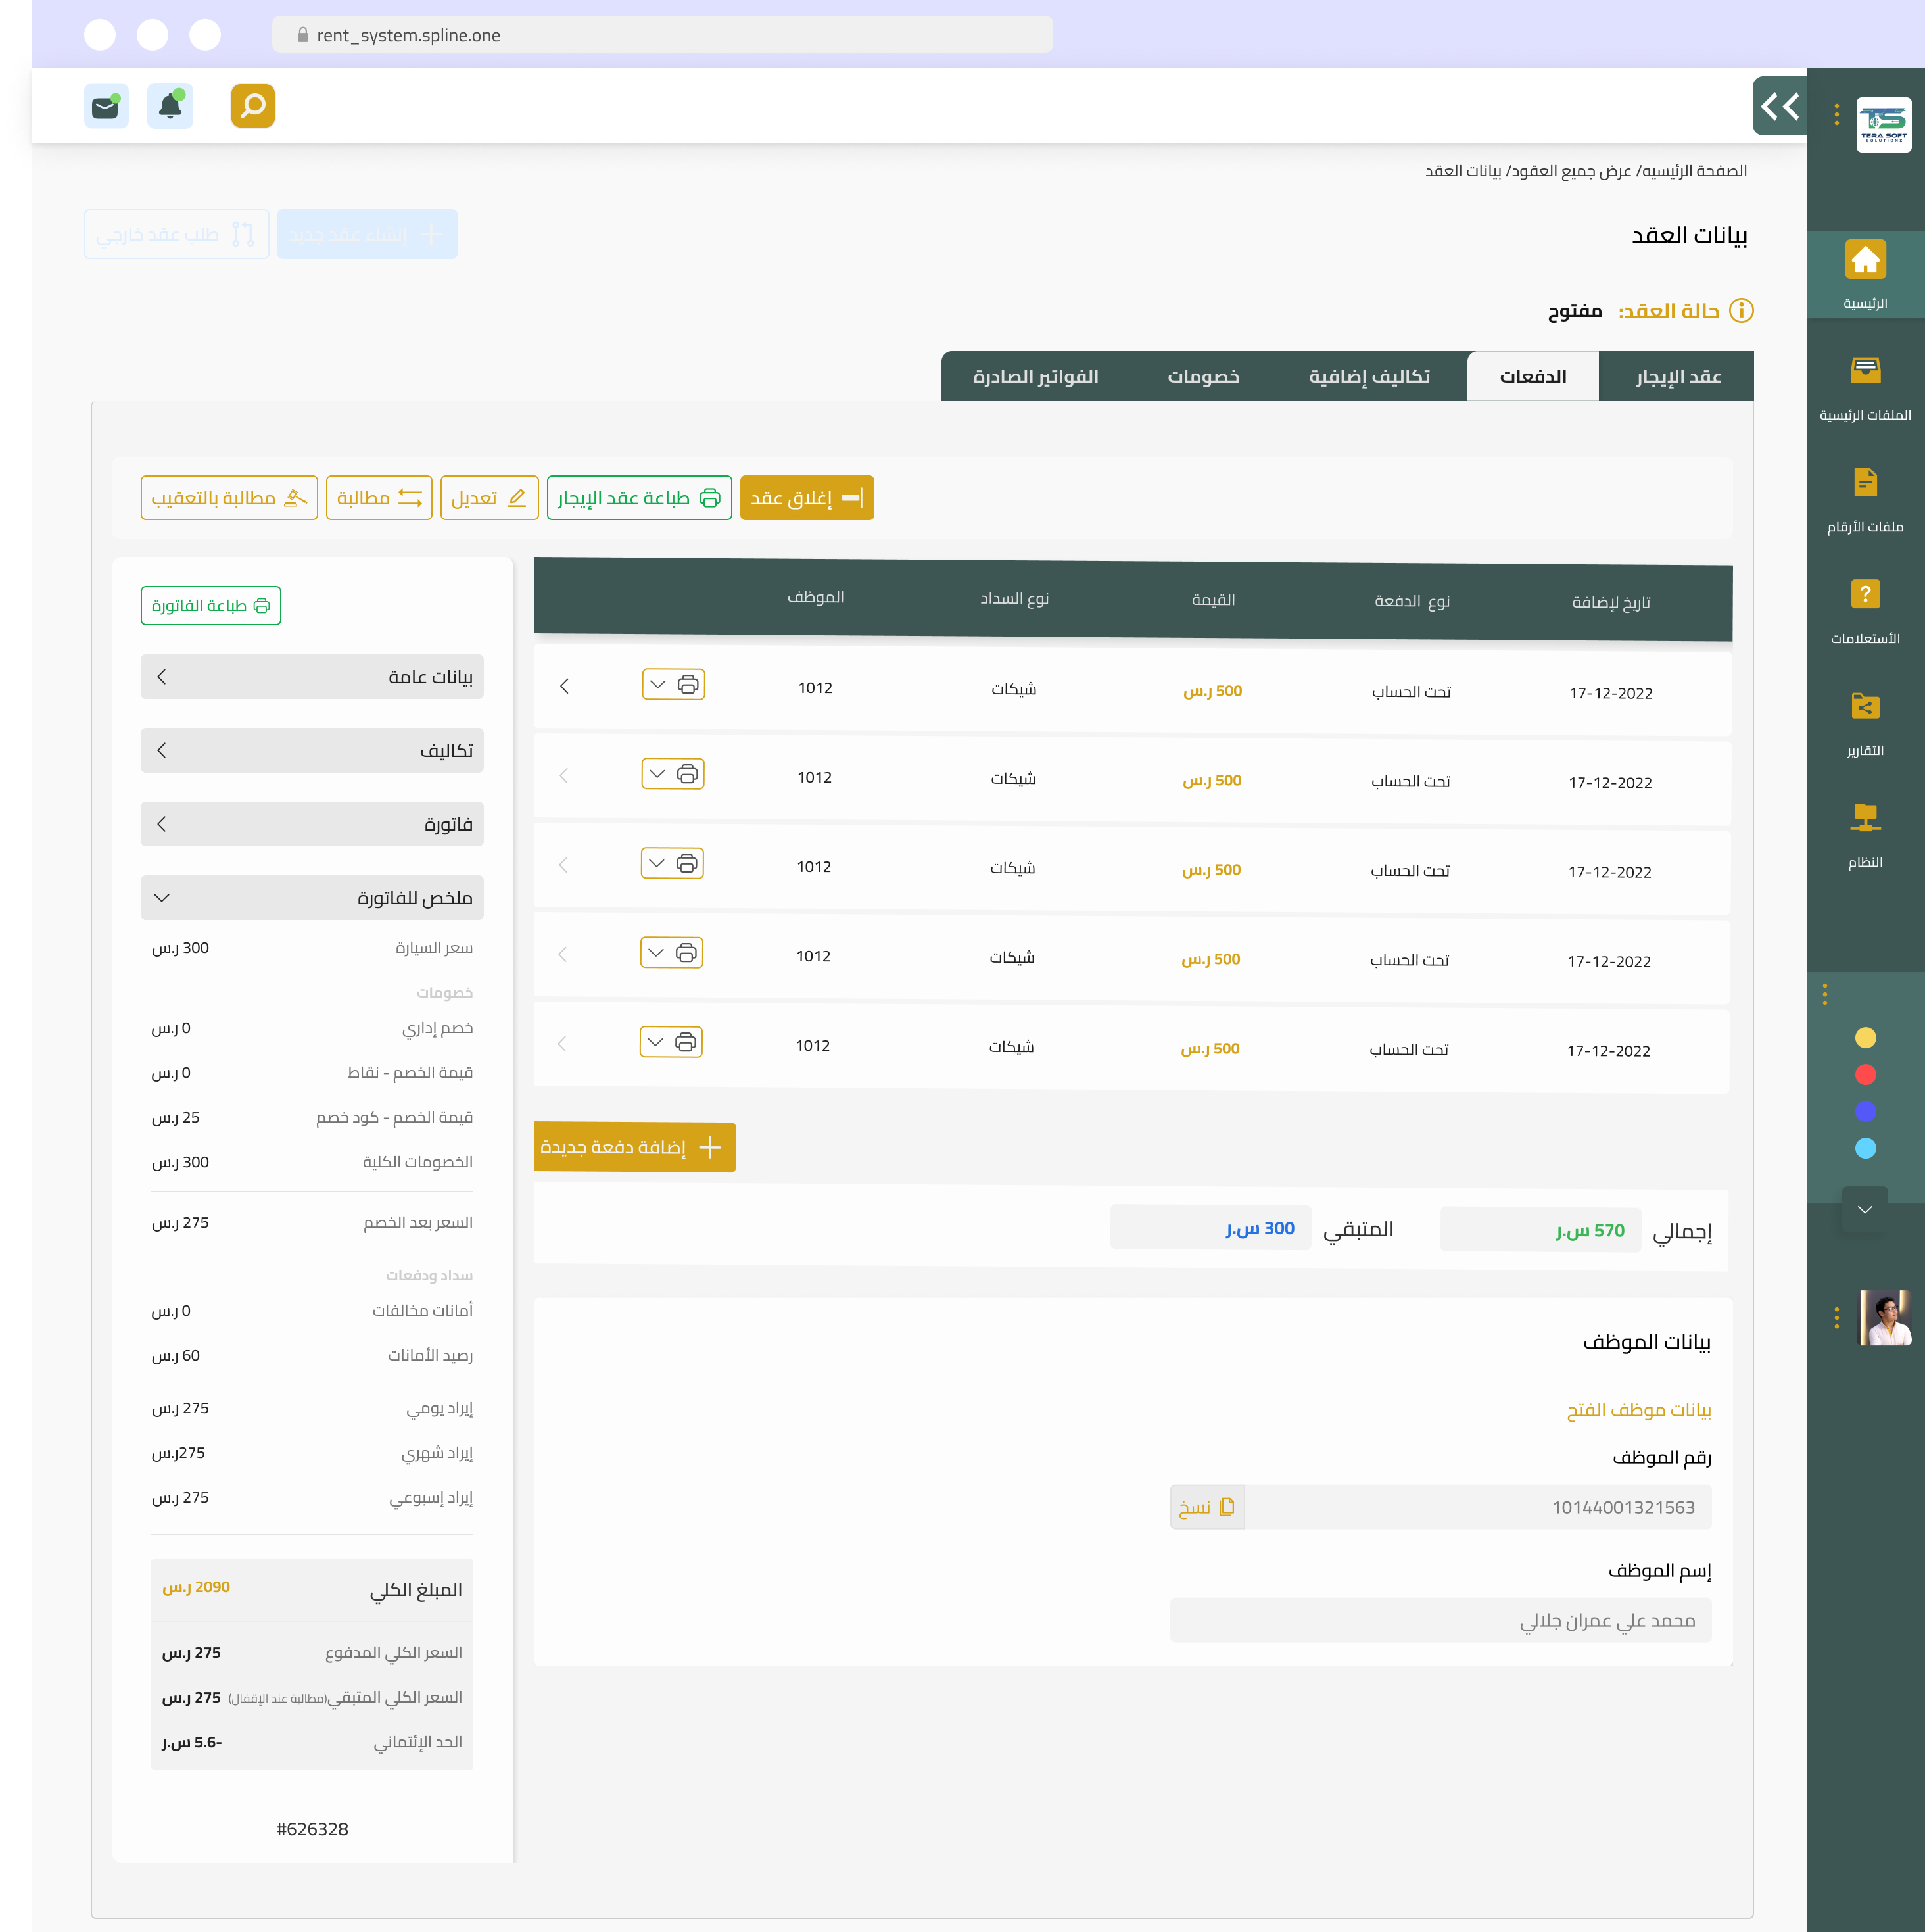 rent_system.spline.one
TERA SOFT
SOLUTIONS
الصفحة الرئيسيه/ عرض جميع العقود/ بيانات العقد
بيانات العقد
إنشاء عقد جديد
طلب عقد خارجي
حالة العقد: مفتوح
عقد الإيجار
الدفعات
تكاليف إضافية
خصومات
الفواتير الصادرة
إغلاق عقد
طباعة عقد الإيجار
تعديل
مطالبة
مطالبة بالتعقيب
تاريخ لإضافة نوع الدفعة القيمة نوع السداد الموظف
17-12-2022 تحت الحساب 500 ر.س شيكات 1012
17-12-2022 تحت الحساب 500 ر.س شيكات 1012
17-12-2022 تحت الحساب 500 ر.س شيكات 1012
17-12-2022 تحت الحساب 500 ر.س شيكات 1012
17-12-2022 تحت الحساب 500 ر.س شيكات 1012
إضافة دفعة جديدة
إجمالي 570 س.ر المتبقي 300 س.ر
بيانات الموظف
بيانات موظف الفتح
رقم الموظف
10144001321563 نسخ
إسم الموظف
محمد علي عمران جلالي
طباعة الفاتورة
بيانات عامة
تكاليف
فاتورة
ملخص للفاتورة
سعر السيارة 300 ر.س
خصومات
خصم إداري 0 ر.س
قيمة الخصم - نقاط 0 ر.س
قيمة الخصم - كود خصم 25 ر.س
الخصومات الكلية 300 ر.س
السعر بعد الخصم 275 ر.س
سداد ودفعات
أمانات مخالفات 0 ر.س
رصيد الأمانات 60 ر.س
إيراد يومي 275 ر.س
إيراد شهري 275ر.س
إيراد إسبوعي 275 ر.س
المبلغ الكلي 2090 ر.س
السعر الكلي المدفوع 275 ر.س
السعر الكلي المتبقي(مطالبة عند الإقفال) 275 ر.س
الحد الإئتماني -5.6 س.ر
#626328
الرئيسية
الملفات الرئيسية
ملفات الأرقام
الأستعلامات
التقارير
النظام